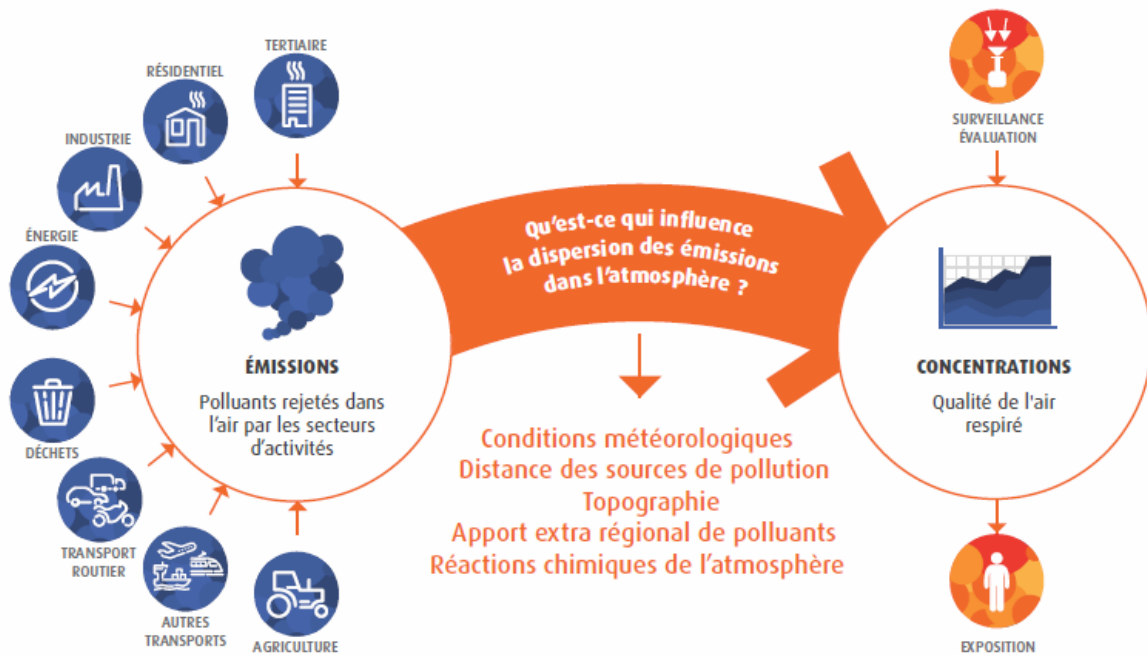 TERTIAIRE
RÉSIDENTIEL
INDUSTRIE
ÉNERGIE
DÉCHETS
TRANSPORT
ROUTIER
AUTRES
TRANSPORTS
AGRICULTURE
ÉMISSIONS
Polluants rejetés dans
l'air par les secteurs
d'activités
Qu'est-ce qui influence
la dispersion des émissions
dans l'atmosphère ?
Conditions météorologiques
Distance des sources de pollution
Topographie
Apport extra régional de polluants
Réactions chimiques de l'atmosphère
SURVEILLANCE
ÉVALUATION
CONCENTRATIONS
Qualité de l'air
respiré
EXPOSITION